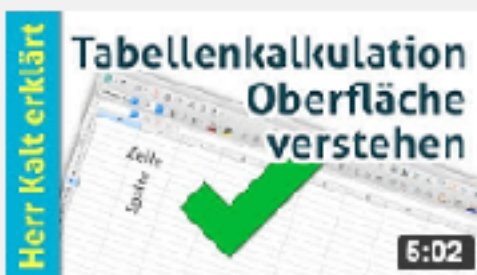 Herr Kalt erklärt
Tabellenkalkulation
Oberfläche
verstehen
Zeile
Spalte
5:02